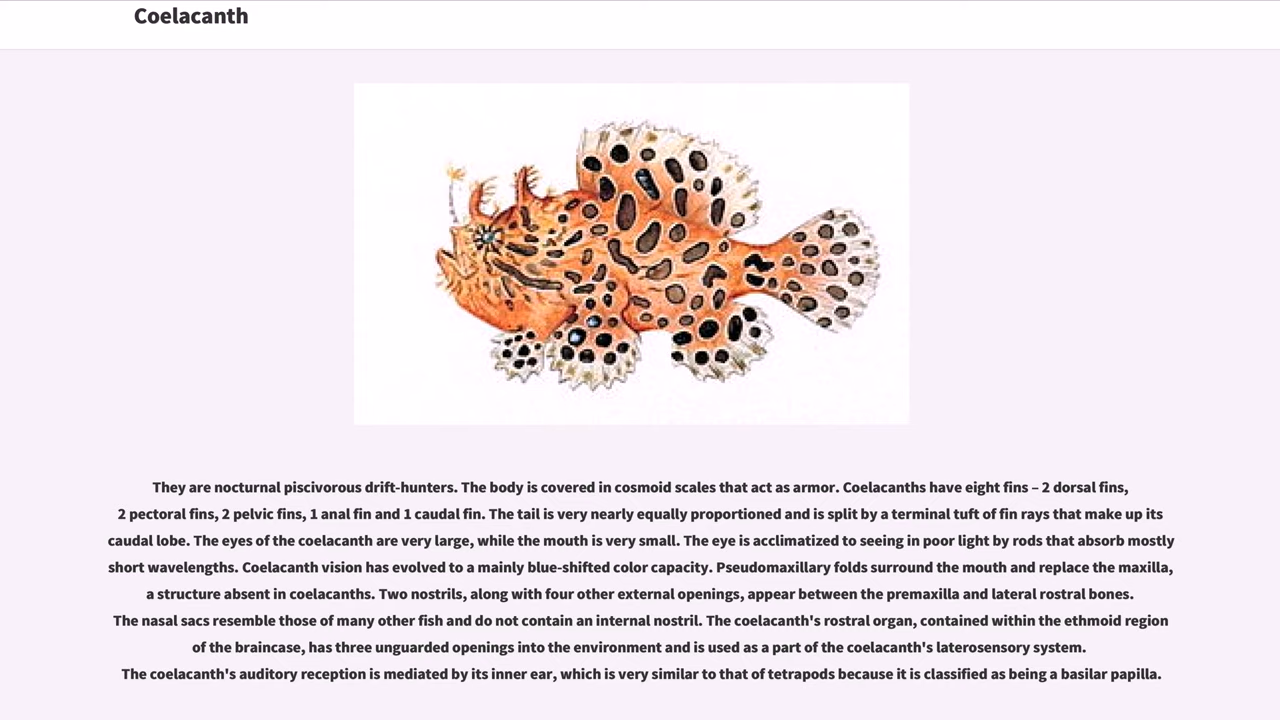 Coelacanth
They are nocturnal piscivorous drift-hunters. The body is covered in cosmoid scales that act as armor. Coelacanths have eight fins – 2 dorsal fins,
2 pectoral fins, 2 pelvic fins, 1 anal fin and 1 caudal fin. The tail is very nearly equally proportioned and is split by a terminal tuft of fin rays that make up its
caudal lobe. The eyes of the coelacanth are very large, while the mouth is very small. The eye is acclimatized to seeing in poor light by rods that absorb mostly
short wavelengths. Coelacanth vision has evolved to a mainly blue-shifted color capacity. Pseudomaxillary folds surround the mouth and replace the maxilla,
a structure absent in coelacanths. Two nostrils, along with four other external openings, appear between the premaxilla and lateral rostral bones.
The nasal sacs resemble those of many other fish and do not contain an internal nostril. The coelacanth's rostral organ, contained within the ethmoid region
of the braincase, has three unguarded openings into the environment and is used as a part of the coelacanth's laterosensory system.
The coelacanth's auditory reception is mediated by its inner ear, which is very similar to that of tetrapods because it is classified as being a basilar papilla.